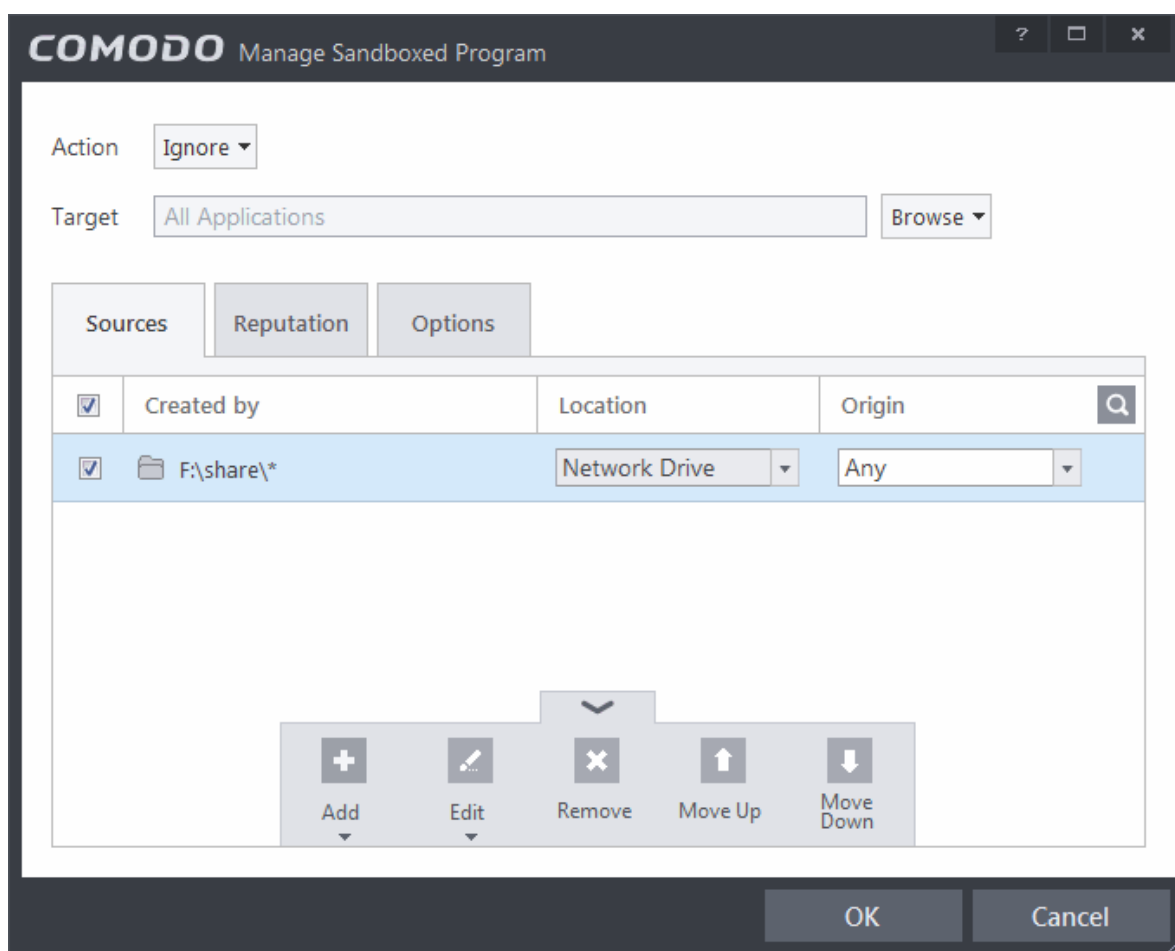 COMODO Manage Sandboxed Program ?
Action Ignore
Target All Applications Browse
Sources Reputation Options
Created by Location Origin
F:\share\* Network Drive Any
Add Edit Remove Move Up Move
Down
OK Cancel